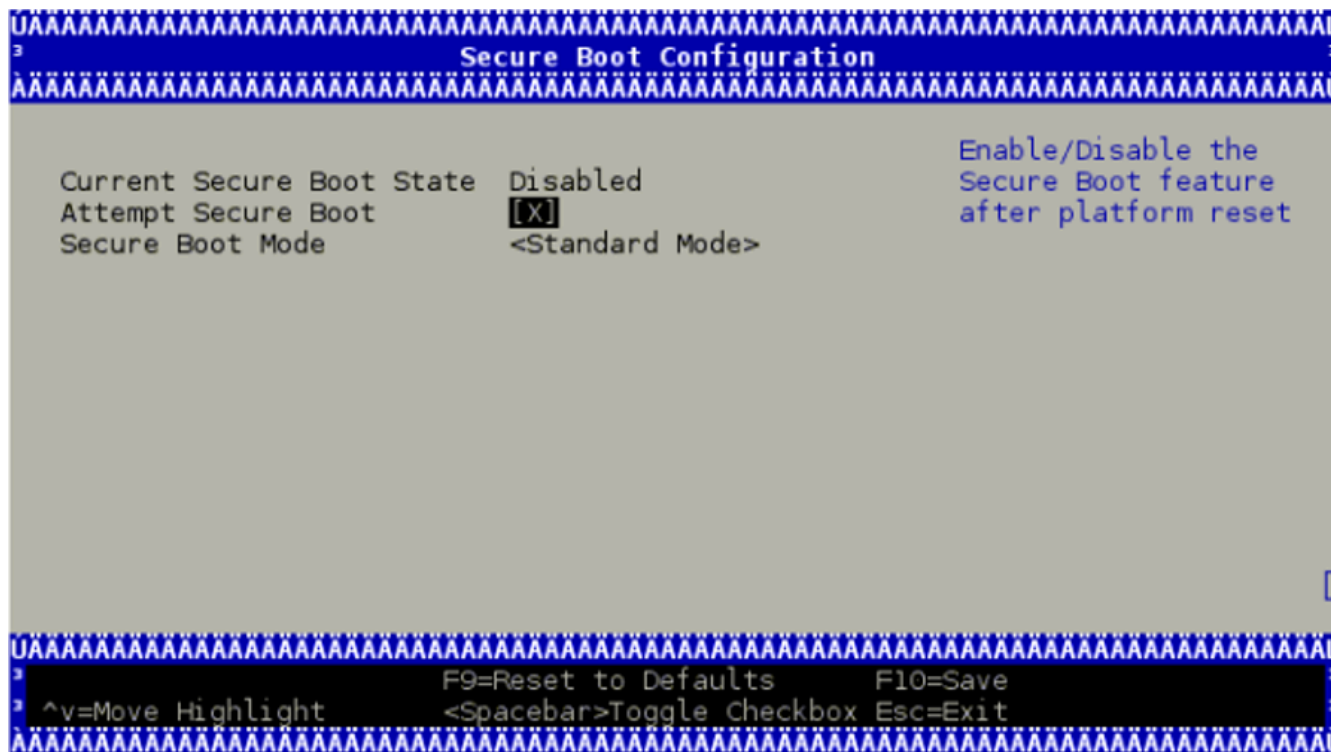 Secure Boot Configuration
Enable/Disable the
Current Secure Boot State Disabled Secure Boot feature
Attempt Secure Boot [X] after platform reset
Secure Boot Mode <Standard Mode>
F9=Reset to Defaults F10=Save
^v=Move Highlight <Spacebar>Toggle Checkbox Esc=Exit